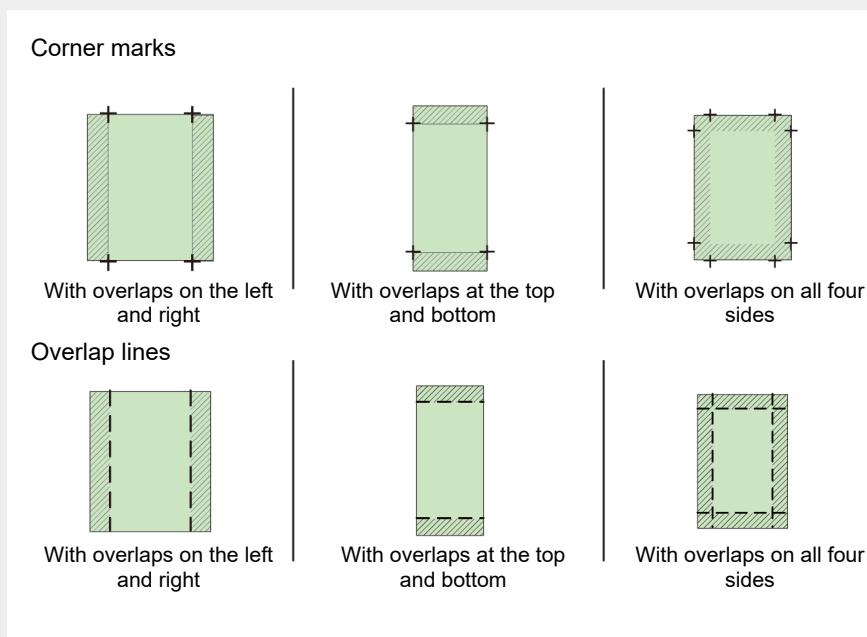 Corner marks
With overlaps on the left
and right
With overlaps at the top
and bottom
With overlaps on all four
sides
Overlap lines
With overlaps on the left
and right
With overlaps at the top
and bottom
With overlaps on all four
sides